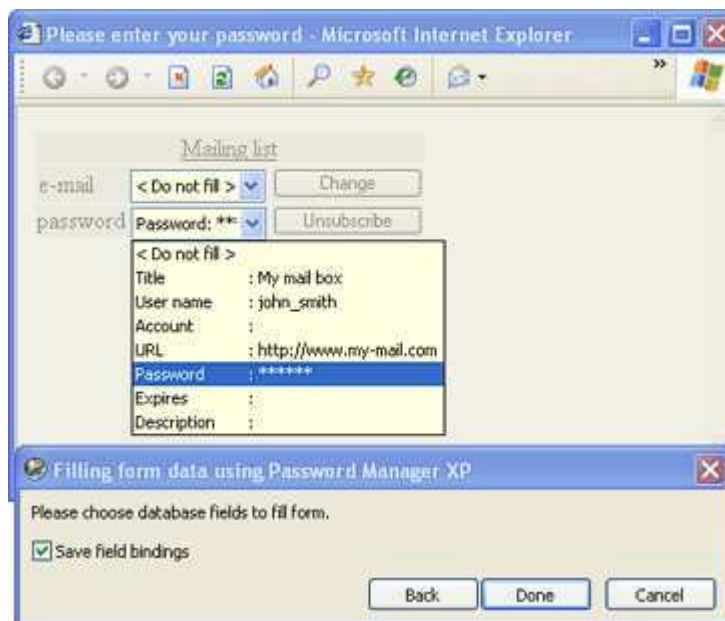 Please enter your password - Microsoft Internet Explorer
Mailing list
e-mail < Do not fill > Change
password Password: *** Unsubscribe
< Do not fill >
Title : My mail box
User name : john_smith
Account :
URL : http://www.my-mail.com
Password : ******
Expires :
Description :
Filling form data using Password Manager XP
Please choose database fields to fill form.
Save field bindings
Back Done Cancel